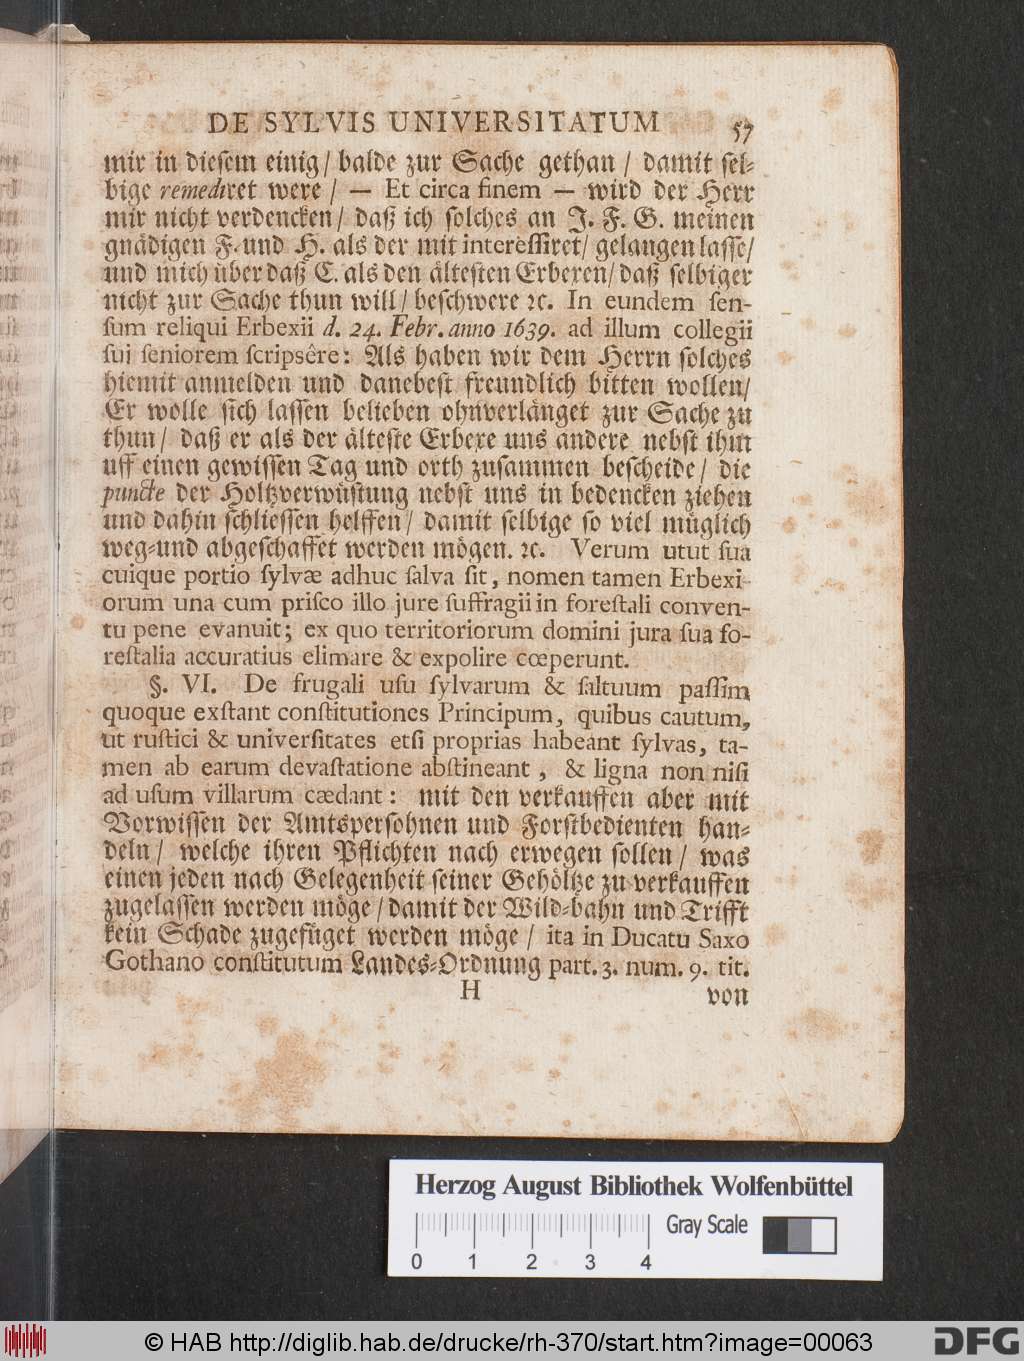 DE SYLVIS UNIVERSITATUM 57
mir in diesem einig / balde zur Sache gethan / damit sel-
bige remediret were / — Et circa finem — wird der Herr
mir nicht verdencken / daß ich solches an J. F. G. meinen
gnädigen F. und H. als der mit interessiret / gelangen lasse /
und mich über daß E. als den ältesten Erberen / daß selbiger
nicht zur Sache thun will / beschwere ꝛc. In eundem sen-
sum reliqui Erbexii d. 24. Febr. anno 1639. ad illum collegii
sui seniorem scripsêre: Als haben wir dem Herrn solches
hiemit anmelden und danebest freundlich bitten wollen /
Er wolle sich lassen belieben ohnverlänget zur Sache zu
thun / daß er als der älteste Erbexe uns andere nebst ihm
uff einen gewissen Tag und orth zusammen bescheide / die
puncte der Holtzverwüstung nebst uns in bedencken ziehen
und dahin schliessen helffen / damit selbige so viel müglich
weg-und abgeschaffet werden mögen. ꝛc. Verum utut sua
cuique portio sylvæ adhuc salva sit, nomen tamen Erbexi-
orum una cum prisco illo jure suffragii in forestali conven-
tu pene evanuit; ex quo territoriorum domini jura sua fo-
restalia accuratius elimare & expolire cœperunt.
§. VI. De frugali usu sylvarum & saltuum passim
quoque exstant constitutiones Principum, quibus cautum,
ut rustici & universitates etsi proprias habeant sylvas, ta-
men ab earum devastatione abstineant, & ligna non nisi
ad usum villarum cædant: mit den verkauffen aber mit
Vorwissen der Amtspersohnen und Forstbedienten han-
deln / welche ihren Pflichten nach erwegen sollen / was
einen jeden nach Gelegenheit seiner Gehöltze zu verkauffen
zugelassen werden möge / damit der Wild-bahn und Trifft
kein Schade zugefüget werden möge / ita in Ducatu Saxo
Gothano constitutum Landes-Ordnung part. 3. num. 9. tit.
H von
Herzog August Bibliothek Wolfenbüttel
Gray Scale
0 1 2 3 4
© HAB http://diglib.hab.de/drucke/rh-370/start.htm?image=00063
DFG